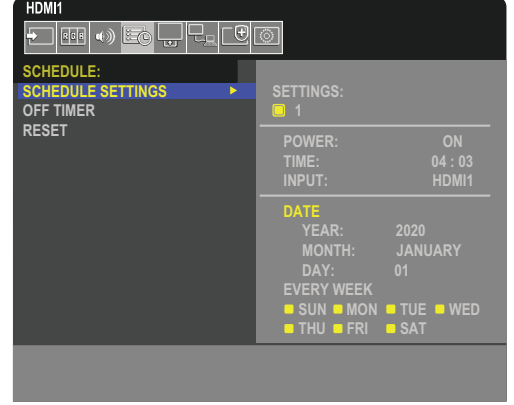 HDMI1
RGB
SCHEDULE:
SCHEDULE SETTINGS
OFF TIMER
RESET
SETTINGS:
1
POWER: ON
TIME: 04 : 03
INPUT: HDMI1
DATE
YEAR: 2020
MONTH: JANUARY
DAY: 01
EVERY WEEK
SUN MON TUE WED
THU FRI SAT